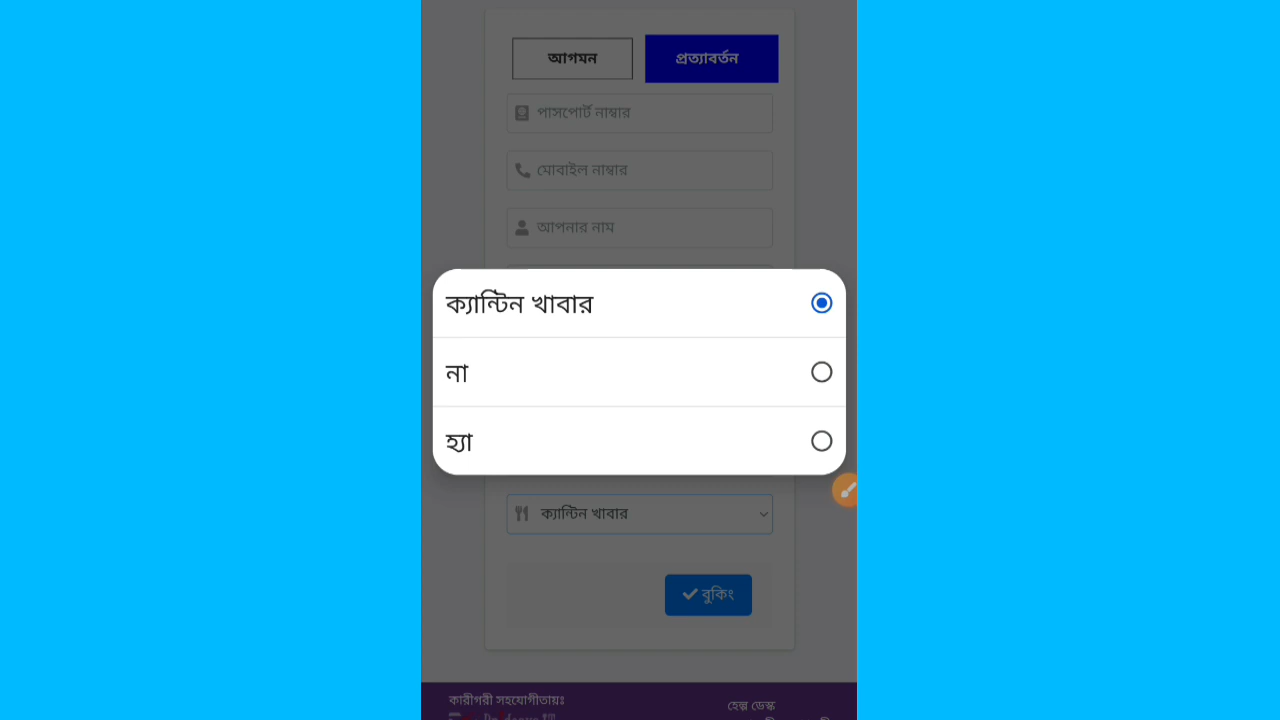 আগমন
প্রত্যাবর্তন
পাসপোর্ট নাম্বার
মোবাইল নাম্বার
আপনার নাম
ক্যান্টিন খাবার
না
হ্যা
ক্যান্টিন খাবার
বুকিং
কারীগরী সহযোগীতায়ঃ
হেল্প ডেস্ক